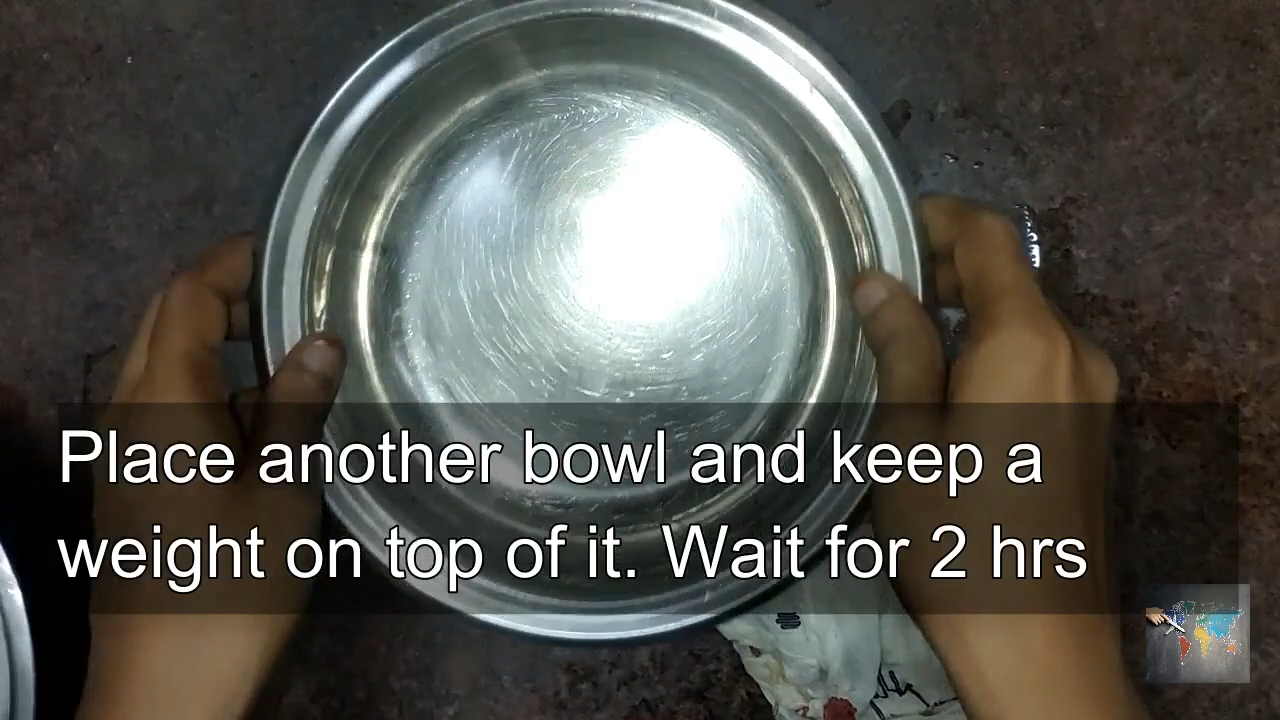 Place another bowl and keep a
weight on top of it. Wait for 2 hrs